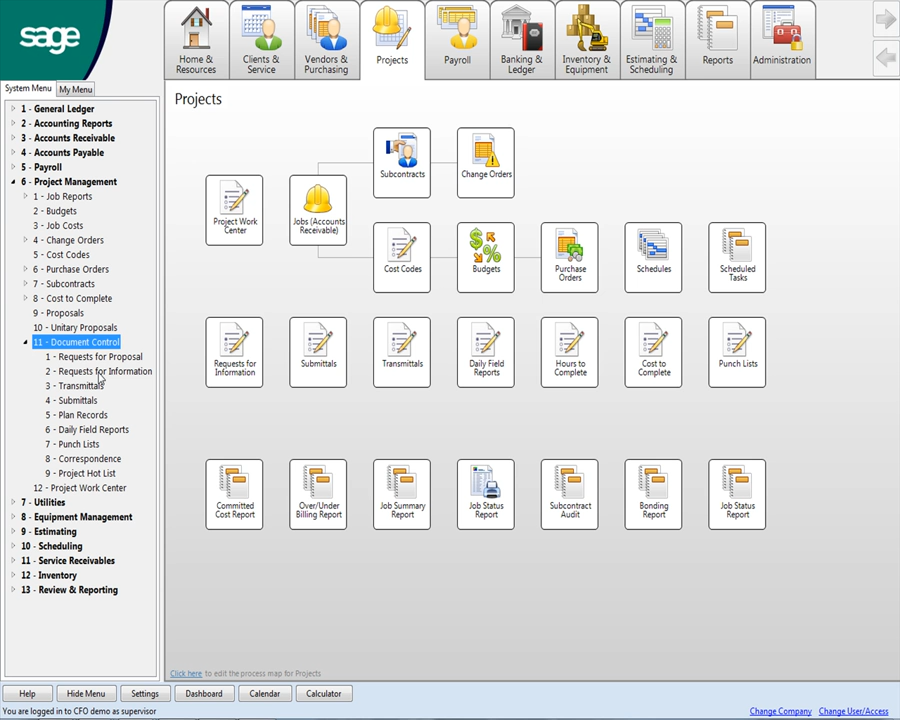 sage
Home &
Resources
Clients &
Service
Vendors &
Purchasing
Projects
Payroll
Banking &
Ledger
Inventory &
Equipment
Estimating &
Scheduling
Reports
Administration
System Menu
My Menu
1 - General Ledger
2 - Accounting Reports
3 - Accounts Receivable
4 - Accounts Payable
5 - Payroll
6 - Project Management
1 - Job Reports
2 - Budgets
3 - Job Costs
4 - Change Orders
5 - Cost Codes
6 - Purchase Orders
7 - Subcontracts
8 - Cost to Complete
9 - Proposals
10 - Unitary Proposals
11 - Document Control
1 - Requests for Proposal
2 - Requests for Information
3 - Transmittals
4 - Submittals
5 - Plan Records
6 - Daily Field Reports
7 - Punch Lists
8 - Correspondence
9 - Project Hot List
12 - Project Work Center
7 - Utilities
8 - Equipment Management
9 - Estimating
10 - Scheduling
11 - Service Receivables
12 - Inventory
13 - Review & Reporting
Projects
Subcontracts
Change Orders
Project Work
Center
Jobs (Accounts
Receivable)
Cost Codes
Budgets
Purchase
Orders
Schedules
Scheduled
Tasks
Requests for
Information
Submittals
Transmittals
Daily Field
Reports
Hours to
Complete
Cost to
Complete
Punch Lists
Committed
Cost Report
Over/Under
Billing Report
Job Summary
Report
Job Status
Report
Subcontract
Audit
Bonding
Report
Job Status
Report
Click here to edit the process map for Projects
Help
Hide Menu
Settings
Dashboard
Calendar
Calculator
You are logged in to CFO demo as supervisor
Change Company
Change User/Access